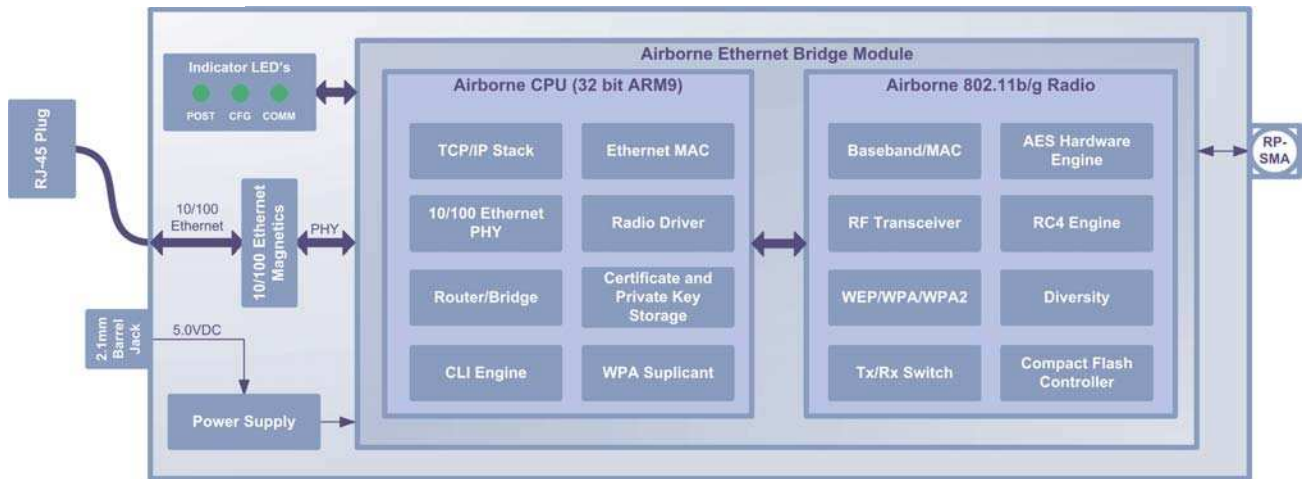 Airborne Ethernet Bridge Module
Indicator LED's
POST CFG COMM
RJ-45 Plug
10/100
Ethernet
10/100 Ethernet
Magnetics
PHY
2.1mm
Barrel
Jack
5.0VDC
Power Supply
Airborne CPU (32 bit ARM9)
TCP/IP Stack
Ethernet MAC
10/100 Ethernet
PHY
Radio Driver
Router/Bridge
Certificate and
Private Key
Storage
CLI Engine
WPA Suplicant
Airborne 802.11b/g Radio
Baseband/MAC
AES Hardware
Engine
RF Transceiver
RC4 Engine
WEP/WPA/WPA2
Diversity
Tx/Rx Switch
Compact Flash
Controller
RP-
SMA